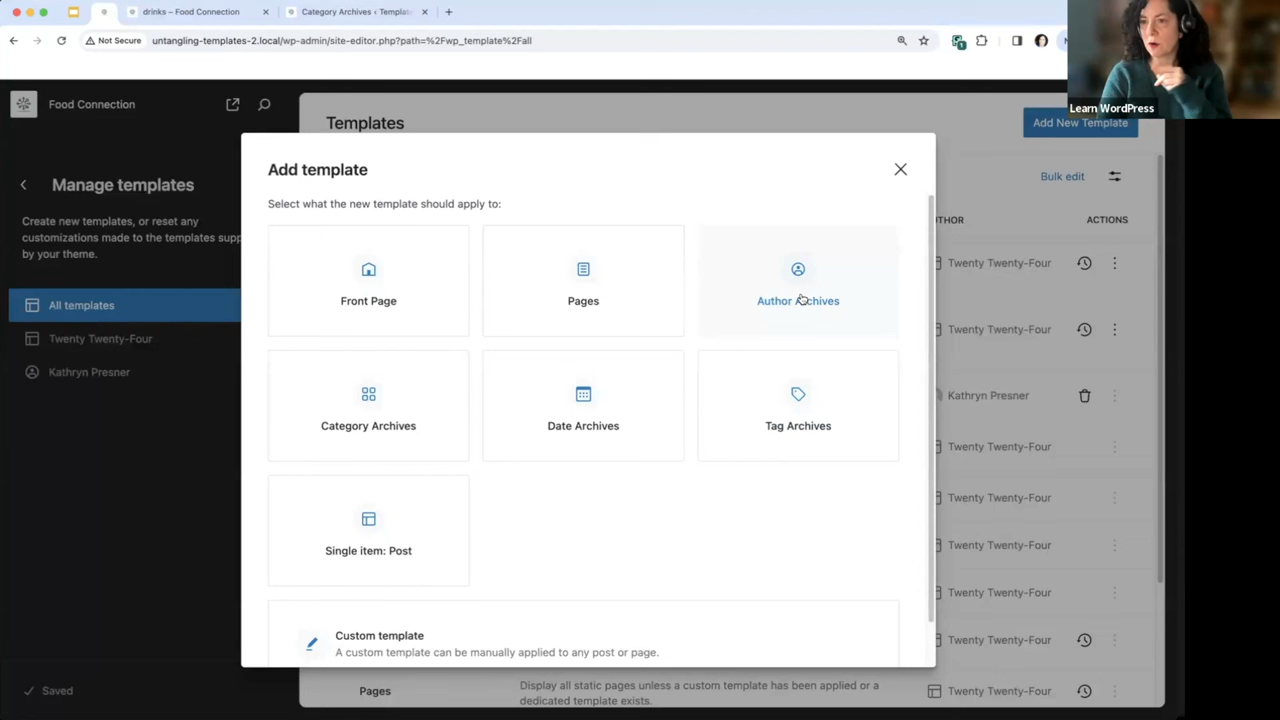 drinks – Food Connection
Category Archives ‹ Templat
Not Secure
untangling-templates-2.local/wp-admin/site-editor.php?path=%2Fwp_template%2Fall
1
Learn WordPress
Food Connection
Templates
Add New Template
Manage templates
Create new templates, or reset any
customizations made to the templates supp
by your theme.
All templates
Twenty Twenty-Four
Kathryn Presner
Saved
Add template
Select what the new template should apply to:
Front Page
Pages
Author Archives
Category Archives
Date Archives
Tag Archives
Single item: Post
Custom template
A custom template can be manually applied to any post or page.
Bulk edit
THOR
ACTIONS
Twenty Twenty-Four
Twenty Twenty-Four
Kathryn Presner
Twenty Twenty-Four
Twenty Twenty-Four
Twenty Twenty-Four
Twenty Twenty-Four
Twenty Twenty-Four
Pages
Display all static pages unless a custom template has been applied or a
dedicated template exists.
Twenty Twenty-Four